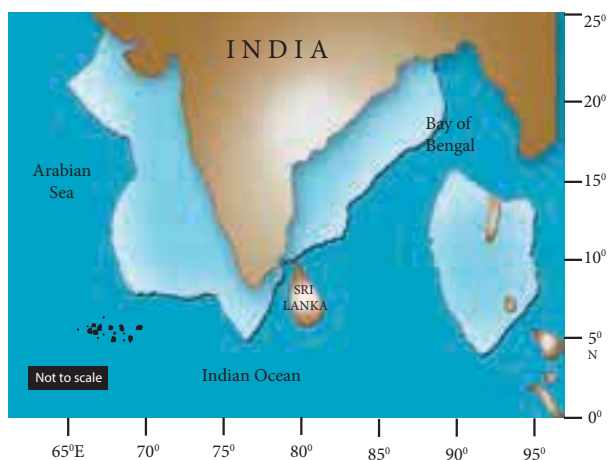 INDIA
25⁰
20⁰
Bay of
Bengal
Arabian
Sea
15⁰
10⁰
SRI
LANKA
5⁰
N
Not to scale
Indian Ocean
0⁰
65⁰E 70⁰ 75⁰ 80⁰ 85⁰ 90⁰ 95⁰